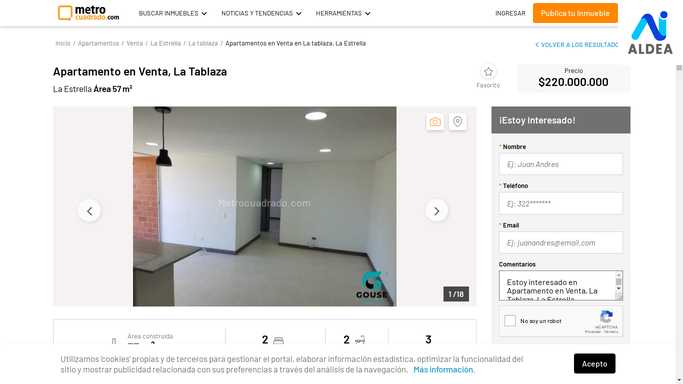 metro
cuadrado.com
BUSCAR INMUEBLES
NOTICIAS Y TENDENCIAS
HERRAMIENTAS
INGRESAR
Publica tu inmueble
ALDEA
Inicio / Apartamentos / Venta / La Estrella / La tablaza / Apartamentos en Venta en La tablaza, La Estrella
VOLVER A LOS RESULTADO
Apartamento en Venta, La Tablaza
La Estrella Área 57 m²
Favorito
Precio
$220.000.000
Metrocuadrado.com
GOUSE
1 /18
¡Estoy Interesado!
* Nombre
Ej: Juan Andres
* Teléfono
Ej: 322*******
* Email
Ej: juanandres@email.com
Comentarios
Estoy interesado en
Apartamento en Venta, La
Tablaza, La Estrella
No soy un robot
reCAPTCHA
Privacidad - Términos
Área construida
2
2
3
Utilizamos 'cookies' propias y de terceros para gestionar el portal, elaborar información estadística, optimizar la funcionalidad del
sitio y mostrar publicidad relacionada con sus preferencias a través del análisis de la navegación. Más información.
Acepto